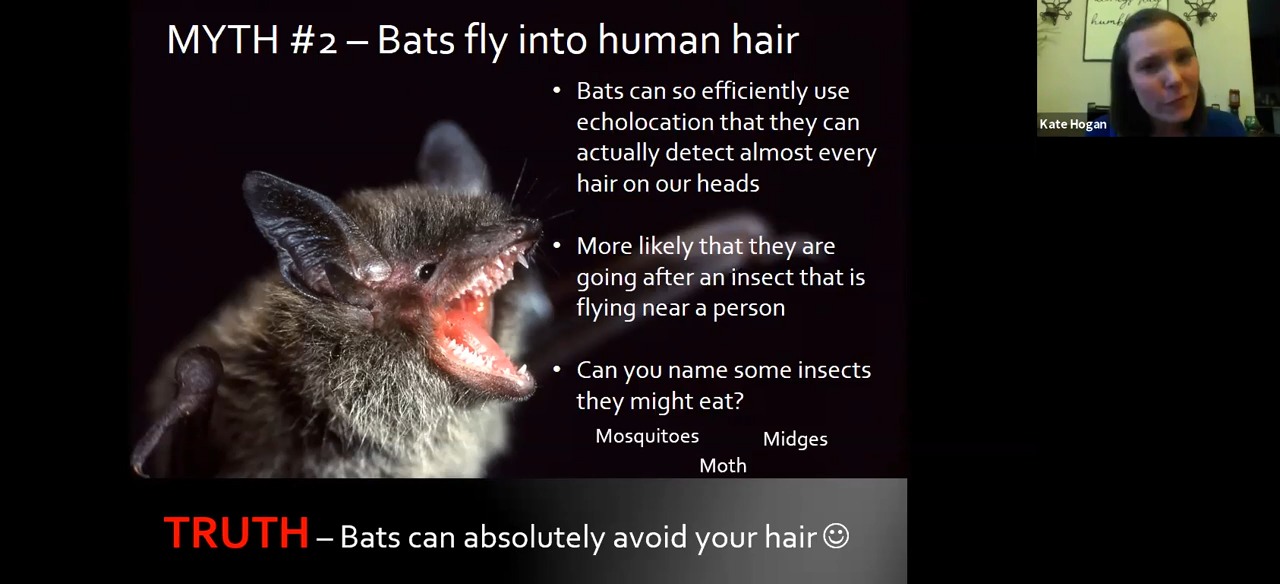 MYTH #2 – Bats fly into human hair
• Bats can so efficiently use
echolocation that they can
actually detect almost every
hair on our heads
• More likely that they are
going after an insect that is
flying near a person
• Can you name some insects
they might eat?
Mosquitoes
Midges
Moth
TRUTH – Bats can absolutely avoid your hair ☺
humble
Kate Hogan